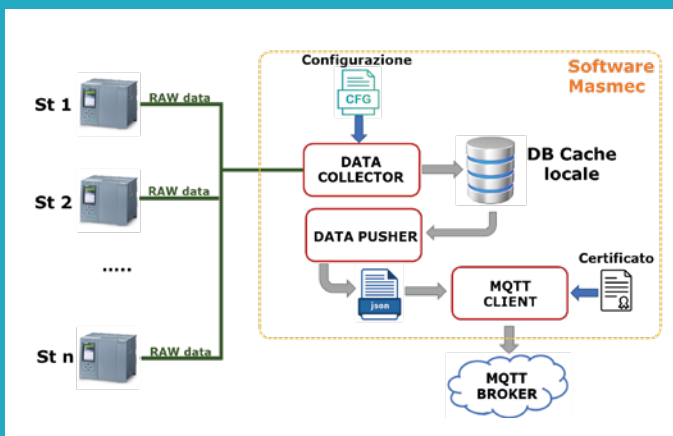 Configurazione
Software
Masmec
CFG
St 1
RAW data
DATA
COLLECTOR
DB Cache
locale
St 2
RAW data
DATA PUSHER
.....
Certificato
json
MQTT
CLIENT
St n
RAW data
MQTT
BROKER